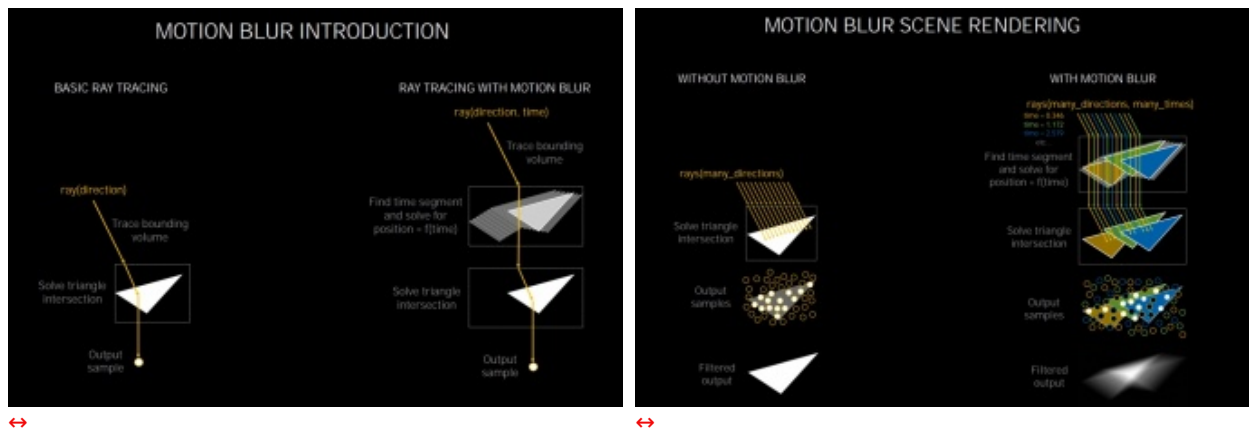 MOTION BLUR INTRODUCTION
BASIC RAY TRACING
ray(direction)
Trace bounding
volume
Solve triangle
intersection
Output
sample
RAY TRACING WITH MOTION BLUR
ray(direction, time)
Trace bounding
volume
Find time segment
and solve for
position = f(time)
Solve triangle
intersection
Output
sample
MOTION BLUR SCENE RENDERING
WITHOUT MOTION BLUR
rays(many_directions)
Solve triangle
intersection
Output
samples
Filtered
output
WITH MOTION BLUR
rays(many_directions, many_times)
Find time segment
and solve for
position = f(time)
Solve triangle
intersection
Output
samples
Filtered
output